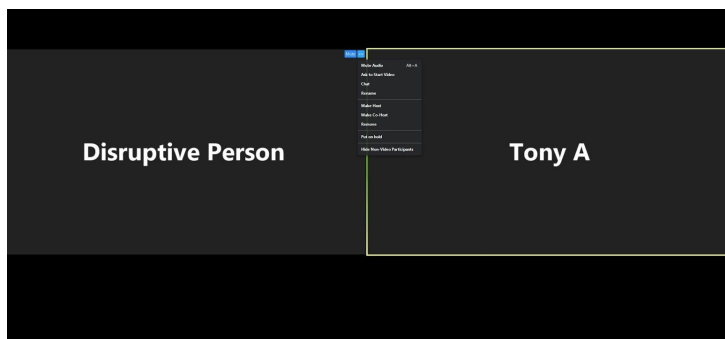 Mute
Mute Audio Alt+A
Ask to Start Video
Chat
Rename
Make Host
Make Co-Host
Remove
Put on hold
Hide Non-Video Participants
Disruptive Person
Tony A